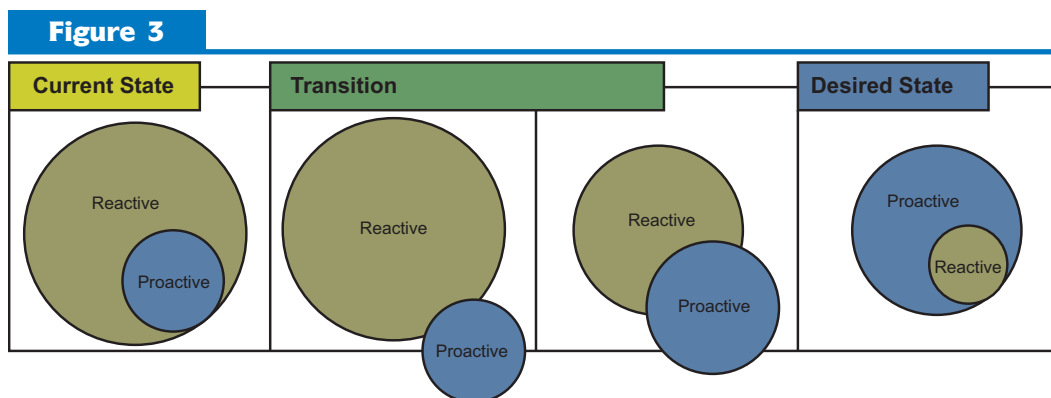 Figure 3
Current State
Transition
Desired State
Reactive
Proactive
Reactive
Proactive
Reactive
Proactive
Proactive
Reactive